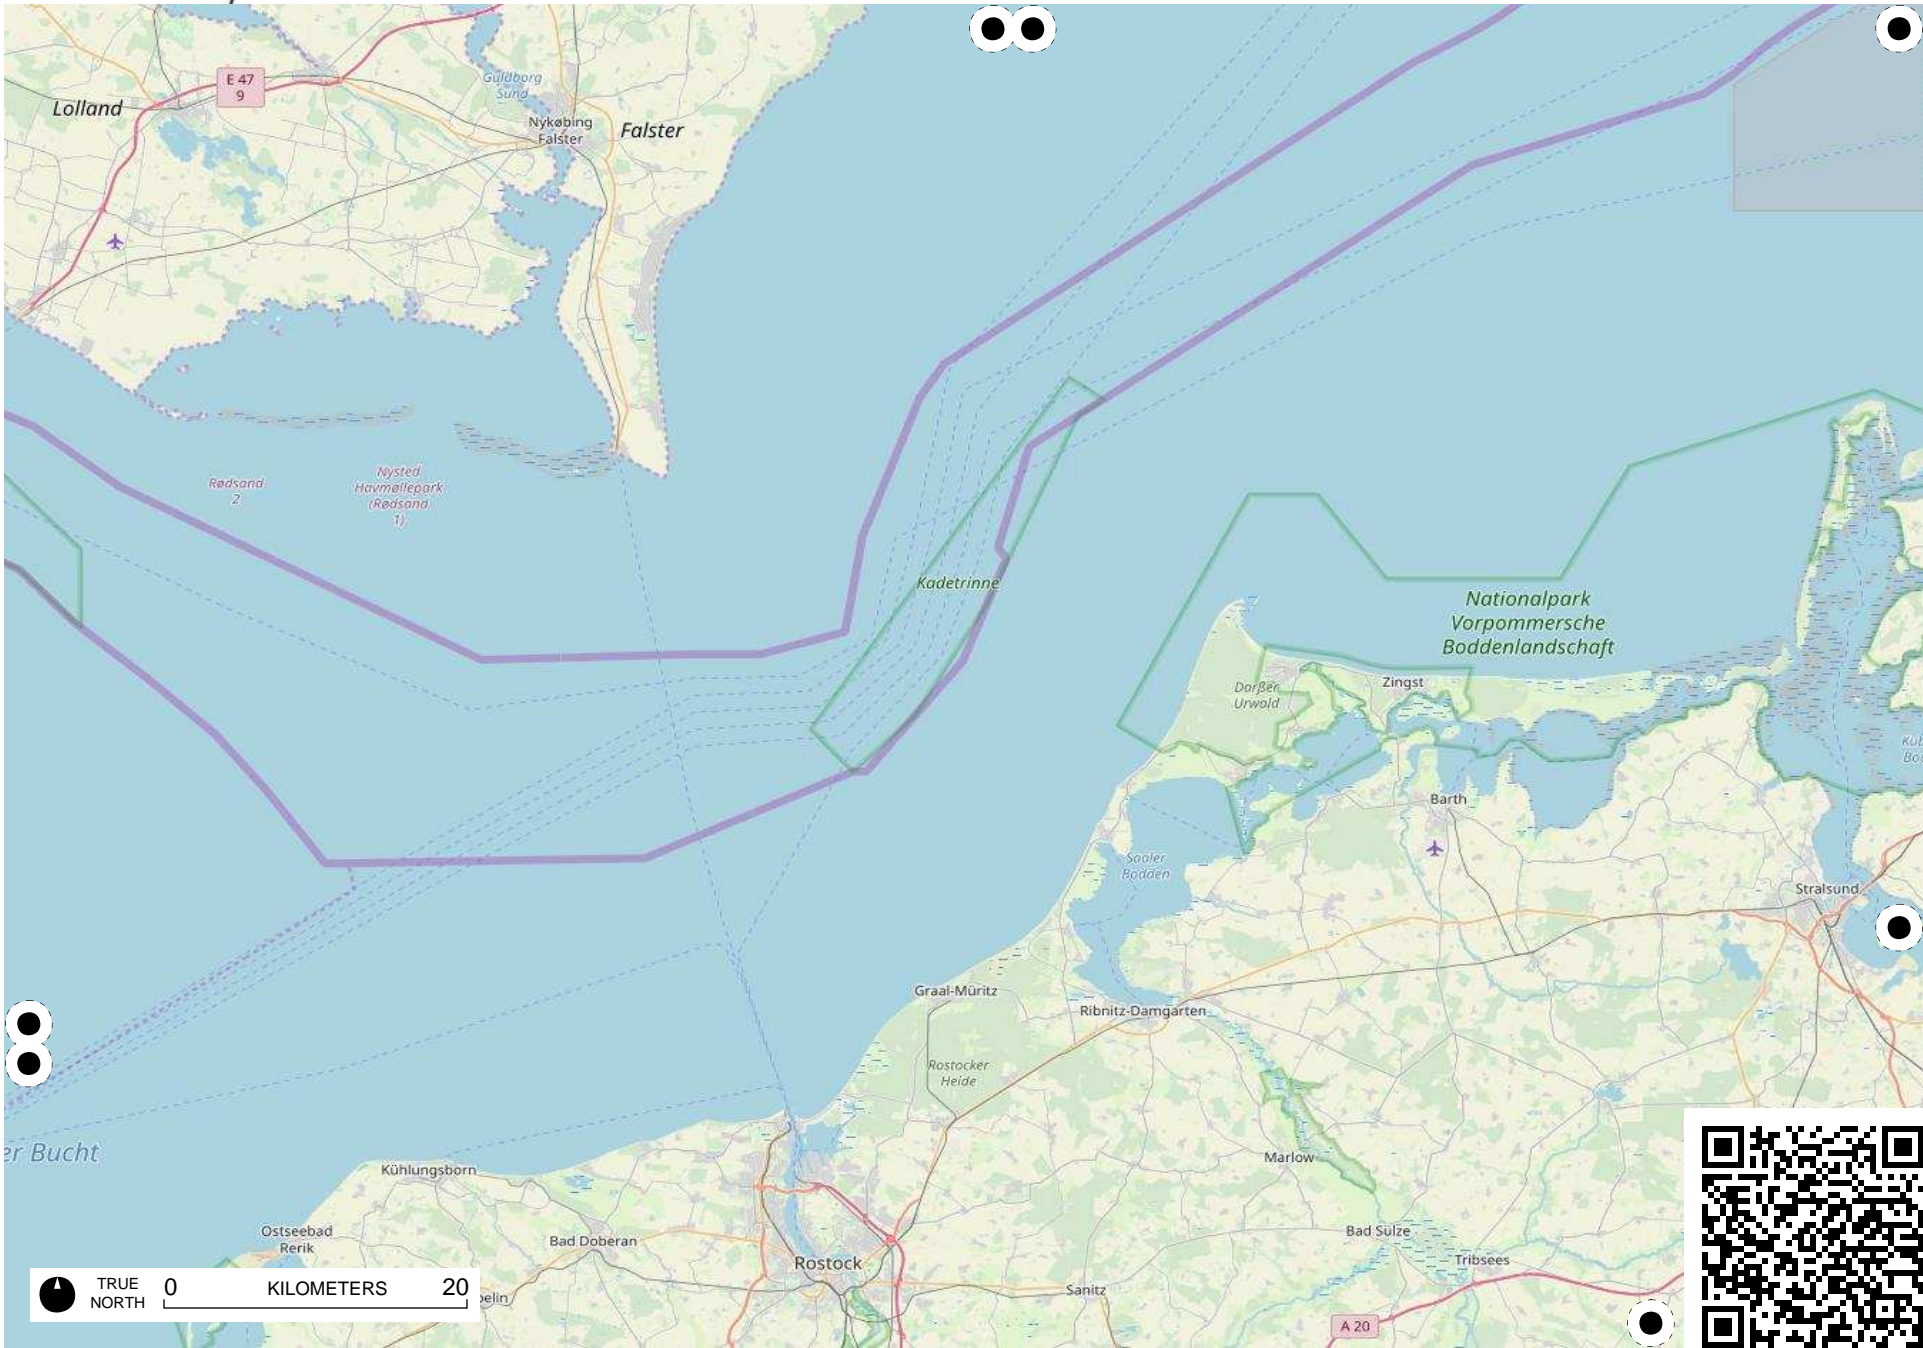 E 47
9
Lolland
Guldborg
Sund
Nykøbing
Falster
Falster
Rødsand
2
Nysted
Havmøllepark
(Rødsand
1)
Kadetrinne
Nationalpark
Vorpommersche
Boddenlandschaft
Darßer
Urwald
Zingst
Barth
Saaler
Bodden
Stralsund
Graal-Müritz
Ribnitz-Damgarten
Rostocker
Heide
er Bucht
Kühlungsborn
Marlow
Ostseebad
Rerik
Bad Doberan
Rostock
Bad Sülze
Tribsees
Sanitz
elin
A 20
TRUE
NORTH
0 KILOMETERS 20